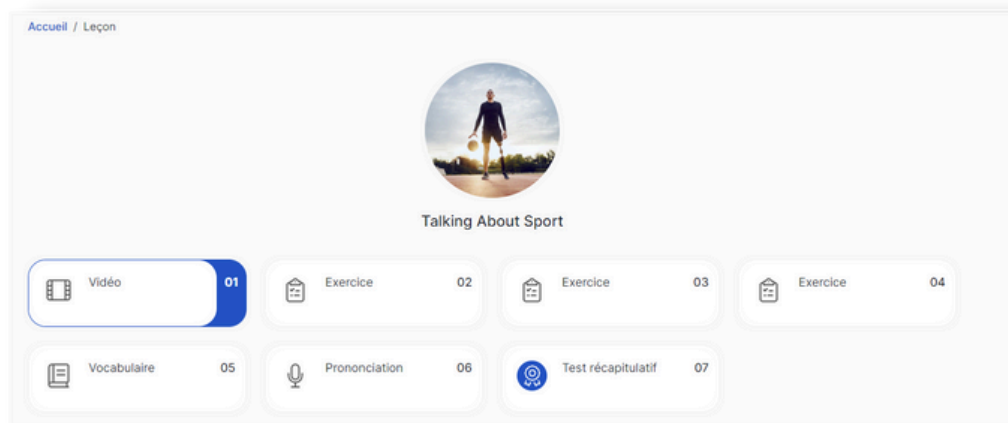 Accueil / Leçon
Talking About Sport
Vidéo 01
Exercice 02
Exercice 03
Exercice 04
Vocabulaire 05
Prononciation 06
Test récapitulatif 07